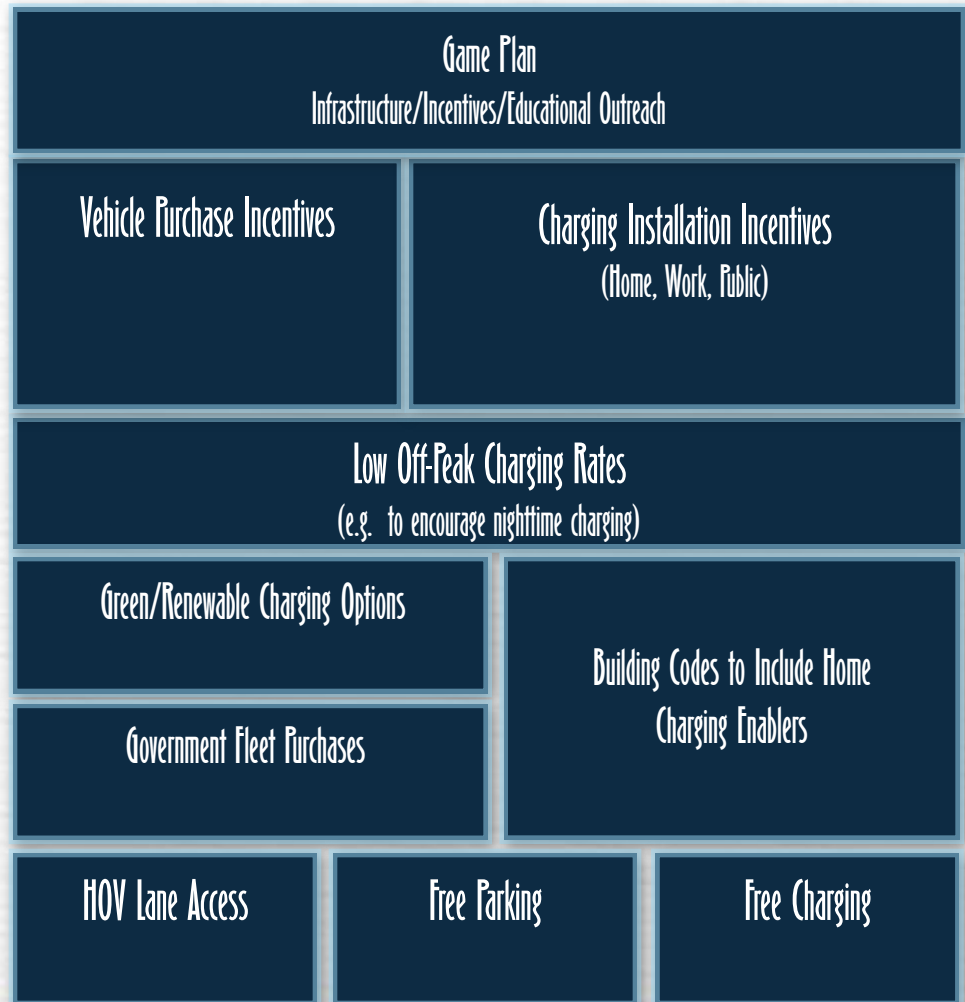 Game Plan
Infrastructure/Incentives/Educational Outreach
Vehicle Purchase Incentives
Charging Installation Incentives
(Home, Work, Public)
Low Off-Peak Charging Rates
(e.g.  to encourage nighttime charging)
Green/Renewable Charging Options
Government Fleet Purchases
Building Codes to Include Home
Charging Enablers
HOV Lane Access
Free Parking
Free Charging